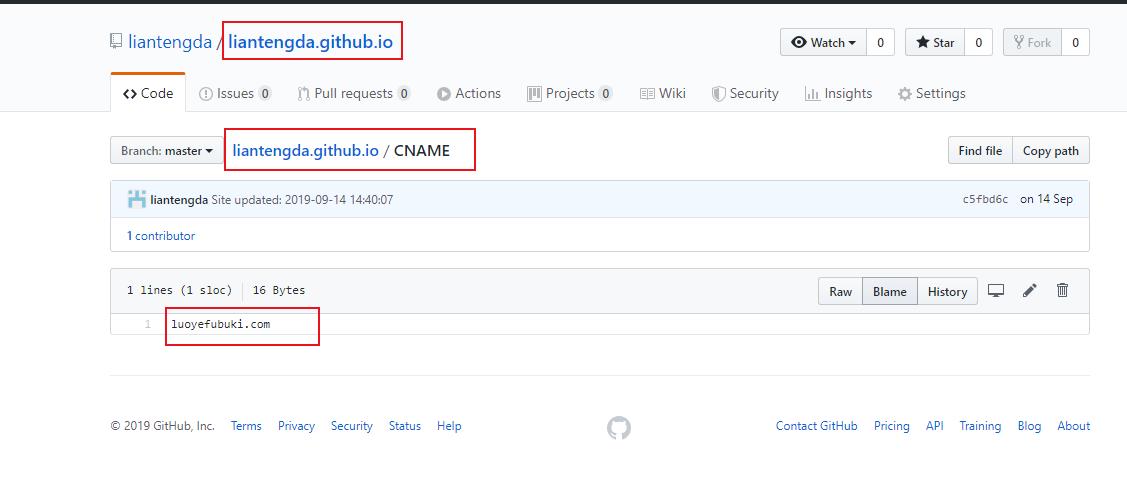 liantengda / liantengda.github.io
Watch 0 Star 0 Fork 0
Code Issues 0 Pull requests 0 Actions Projects 0 Wiki Security Insights Settings
Branch: master liantengda.github.io / CNAME Find file Copy path
liantengda Site updated: 2019-09-14 14:40:07 c5fbd6c on 14 Sep
1 contributor
1 lines (1 sloc) 16 Bytes Raw Blame History
1 luoyefubuki.com
© 2019 GitHub, Inc. Terms Privacy Security Status Help Contact GitHub Pricing API Training Blog About